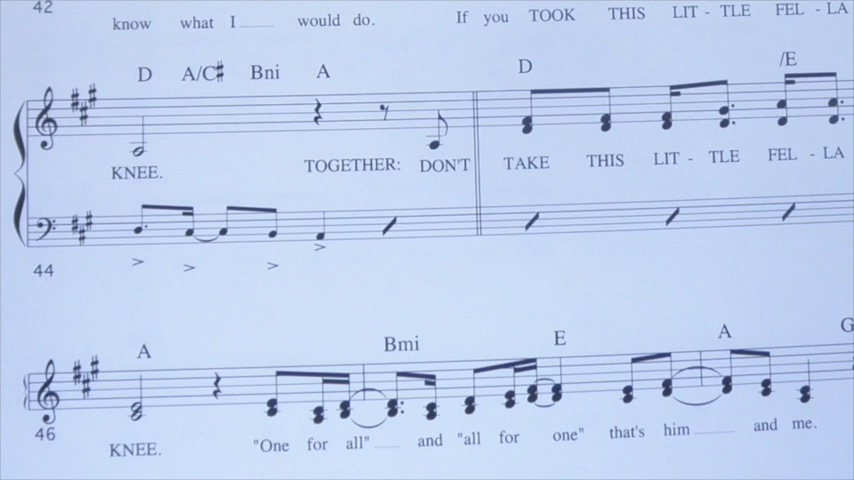 42
know what I would do. If you TOOK THIS LIT - TLE FEL - LA
D A/C# Bni A D /E
KNEE. TOGETHER: DON'T TAKE THIS LIT - TLE FEL - LA
44
A Bmi E A G
46
KNEE. "One for all" and "all for one" that's him and me.